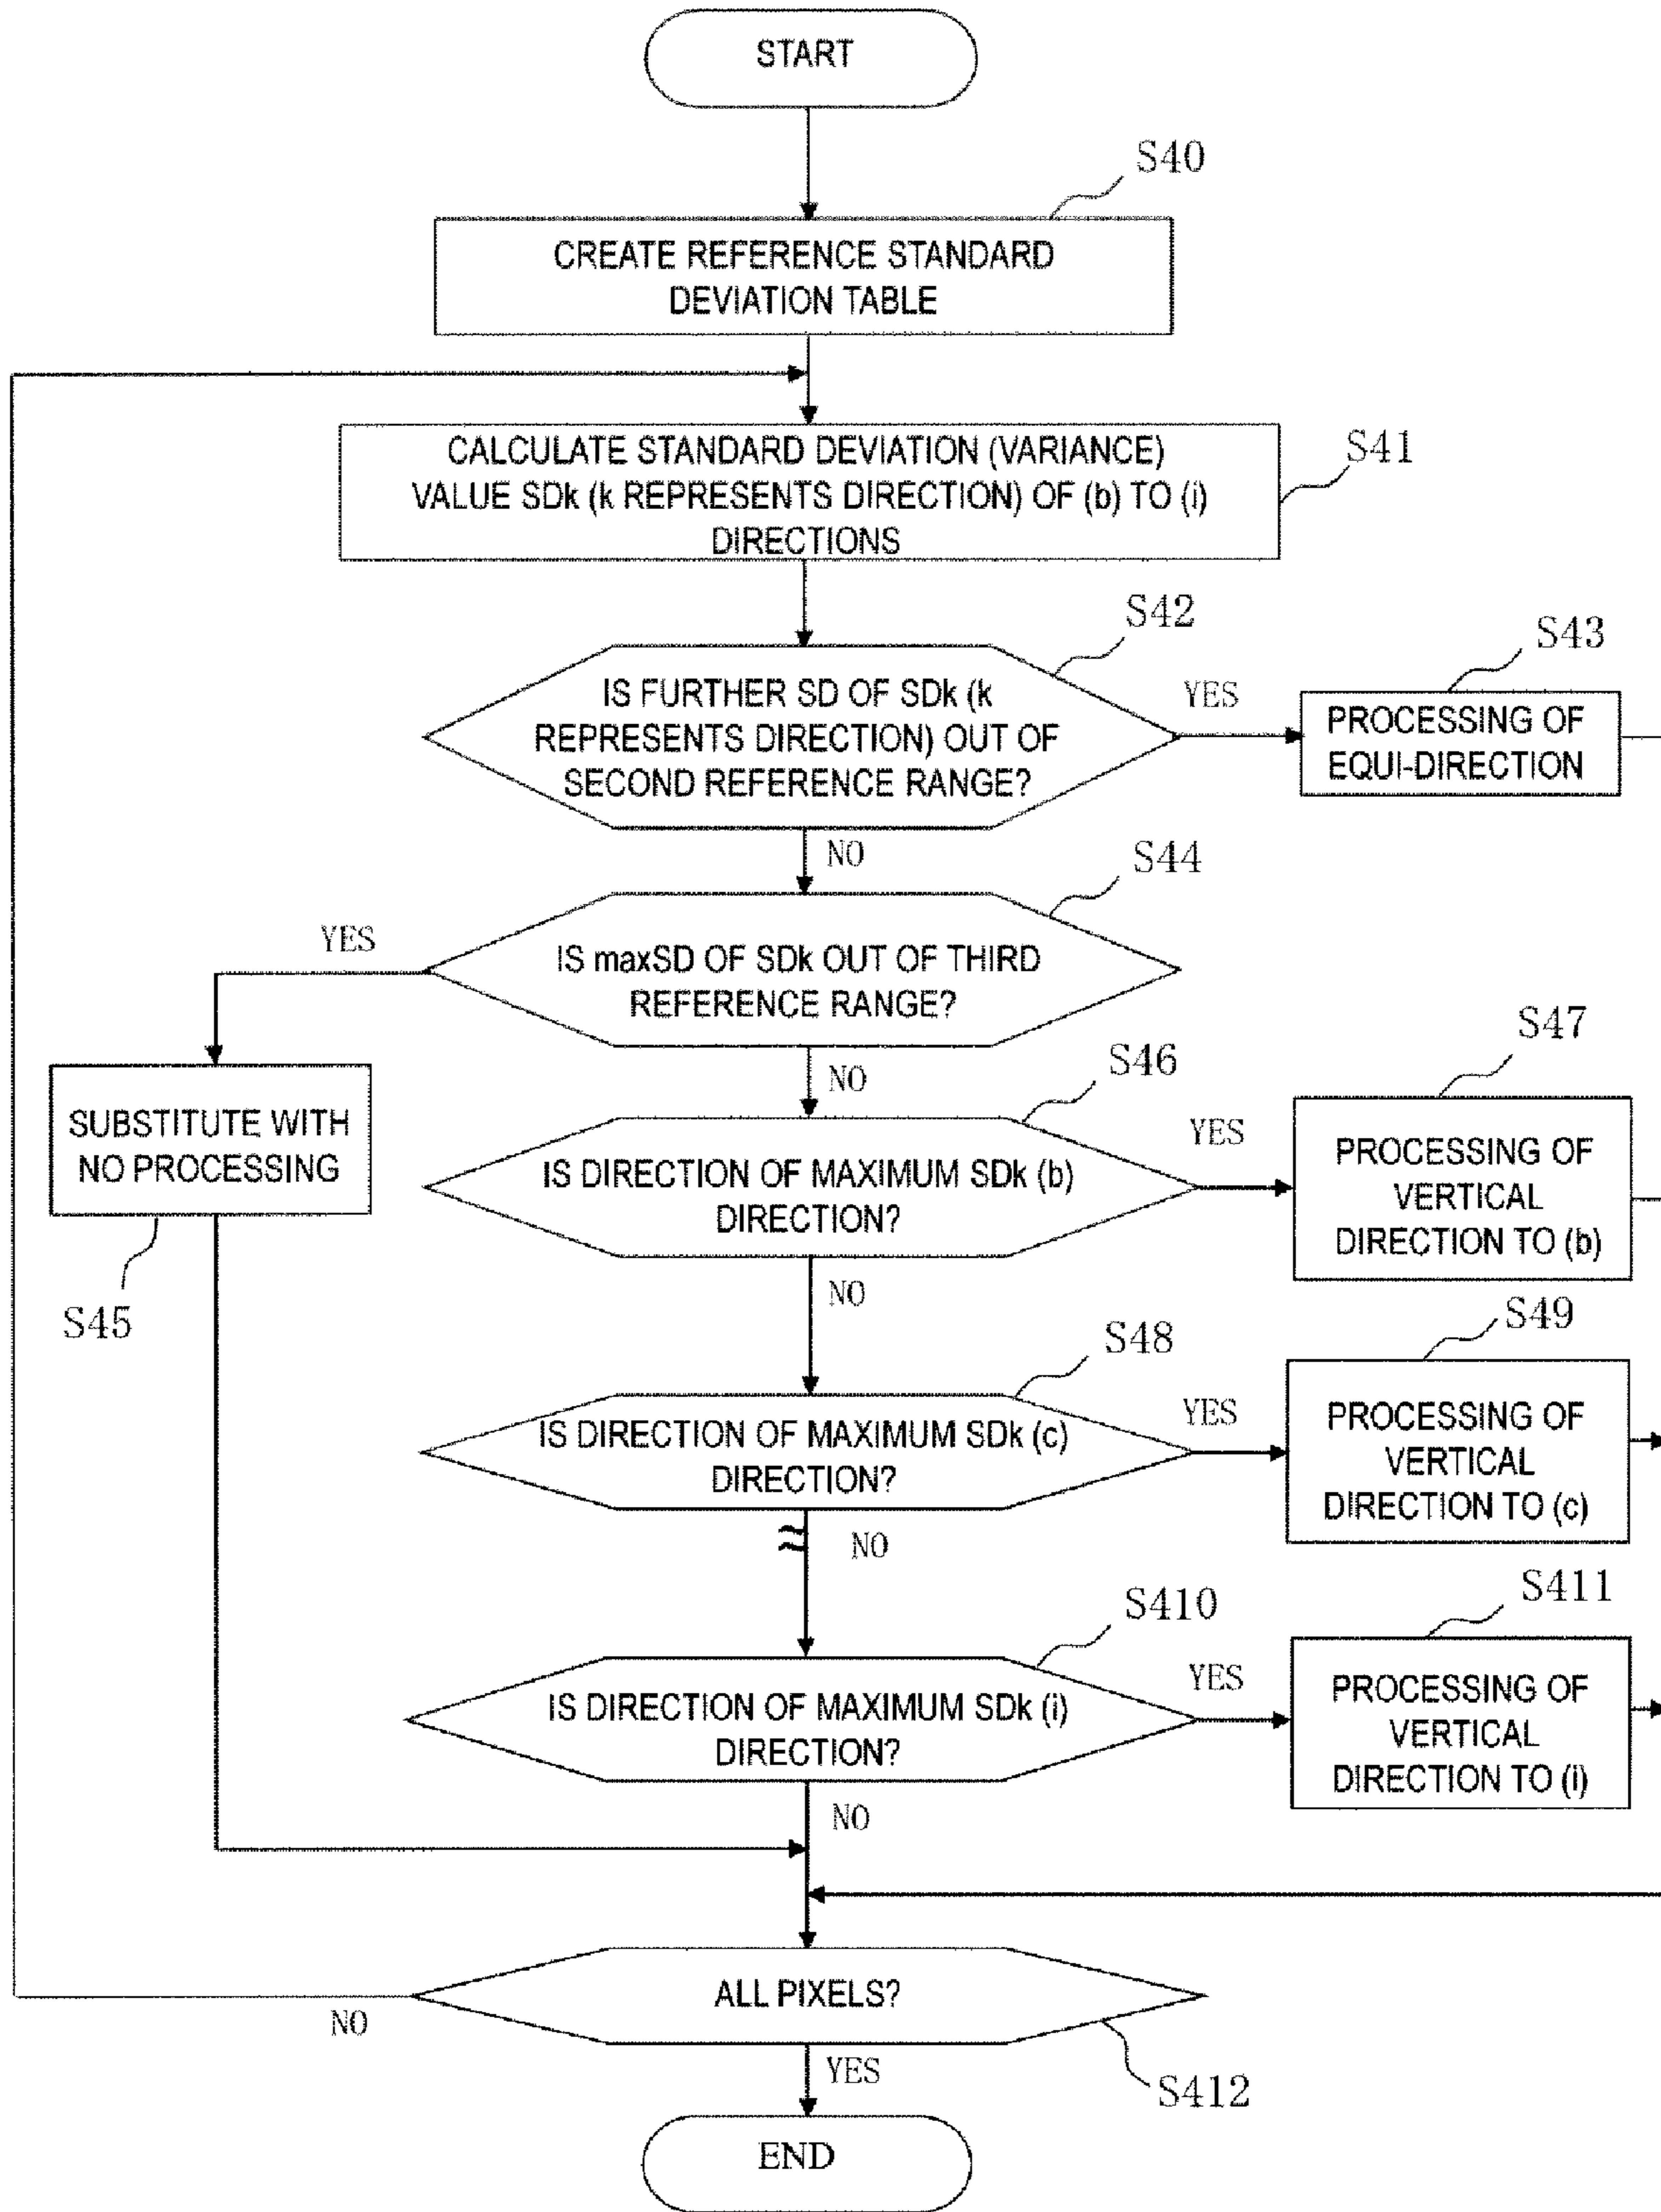 START
S40
CREATE REFERENCE STANDARD
DEVIATION TABLE
S41
CALCULATE STANDARD DEVIATION (VARIANCE)
VALUE SDk (k REPRESENTS DIRECTION) OF (b) TO (i)
DIRECTIONS
S42
IS FURTHER SD OF SDk (k
REPRESENTS DIRECTION) OUT OF
SECOND REFERENCE RANGE?
YES
S43
PROCESSING OF
EQUI-DIRECTION
NO
S44
IS maxSD OF SDk OUT OF THIRD
REFERENCE RANGE?
YES
SUBSTITUTE WITH
NO PROCESSING
S45
NO
S46
IS DIRECTION OF MAXIMUM SDk (b)
DIRECTION?
YES
S47
PROCESSING OF
VERTICAL
DIRECTION TO (b)
NO
S48
IS DIRECTION OF MAXIMUM SDk (c)
DIRECTION?
YES
S49
PROCESSING OF
VERTICAL
DIRECTION TO (c)
NO
S410
IS DIRECTION OF MAXIMUM SDk (i)
DIRECTION?
YES
S411
PROCESSING OF
VERTICAL
DIRECTION TO (i)
NO
ALL PIXELS?
NO
S412
YES
END